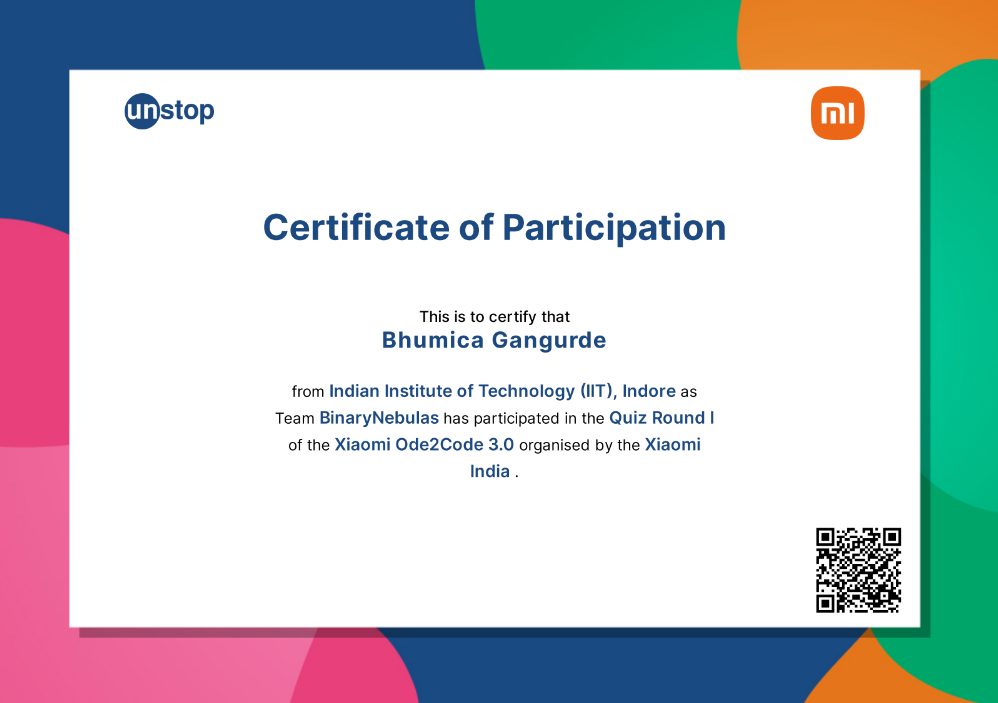 unstop
mi
Certificate of Participation
This is to certify that
Bhumica Gangurde
from Indian Institute of Technology (IIT), Indore as
Team BinaryNebulas has participated in the Quiz Round I
of the Xiaomi Ode2Code 3.0 organised by the Xiaomi
India .